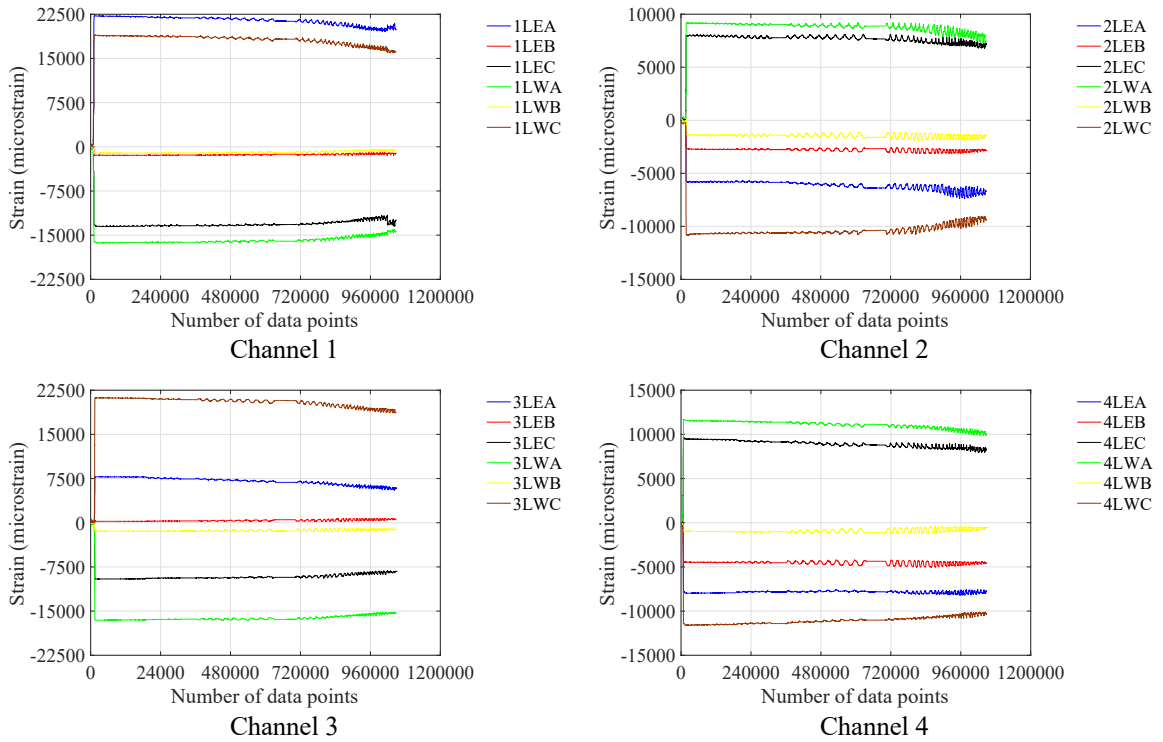 22500
15000
7500
0
-7500
-15000
-22500
Strain (microstrain)
0 240000 480000 720000 960000 1200000
Number of data points
1LEA
1LEB
1LEC
1LWA
1LWB
1LWC
Channel 1
10000
5000
0
-5000
-10000
-15000
Strain (microstrain)
0 240000 480000 720000 960000 1200000
Number of data points
2LEA
2LEB
2LEC
2LWA
2LWB
2LWC
Channel 2
22500
15000
7500
0
-7500
-15000
-22500
Strain (microstrain)
0 240000 480000 720000 960000 1200000
Number of data points
3LEA
3LEB
3LEC
3LWA
3LWB
3LWC
Channel 3
15000
10000
5000
0
-5000
-10000
-15000
Strain (microstrain)
0 240000 480000 720000 960000 1200000
Number of data points
4LEA
4LEB
4LEC
4LWA
4LWB
4LWC
Channel 4